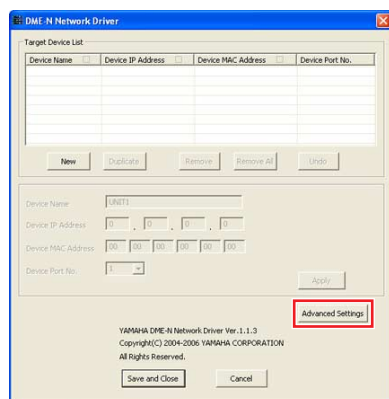 DME-N Network Driver
Target Device List
Device Name Device IP Address Device MAC Address Device Port No.
New Duplicate Remove Remove All Undo
Device Name UNIT1
Device IP Address 0 . 0 . 0 . 0
Device MAC Address 00 00 00 00 00 00
Device Port No. 1
Apply
Advanced Settings
YAMAHA DME-N Network Driver Ver.1.1.3
Copyright(C) 2004-2006 YAMAHA CORPORATION
All Rights Reserved.
Save and Close Cancel